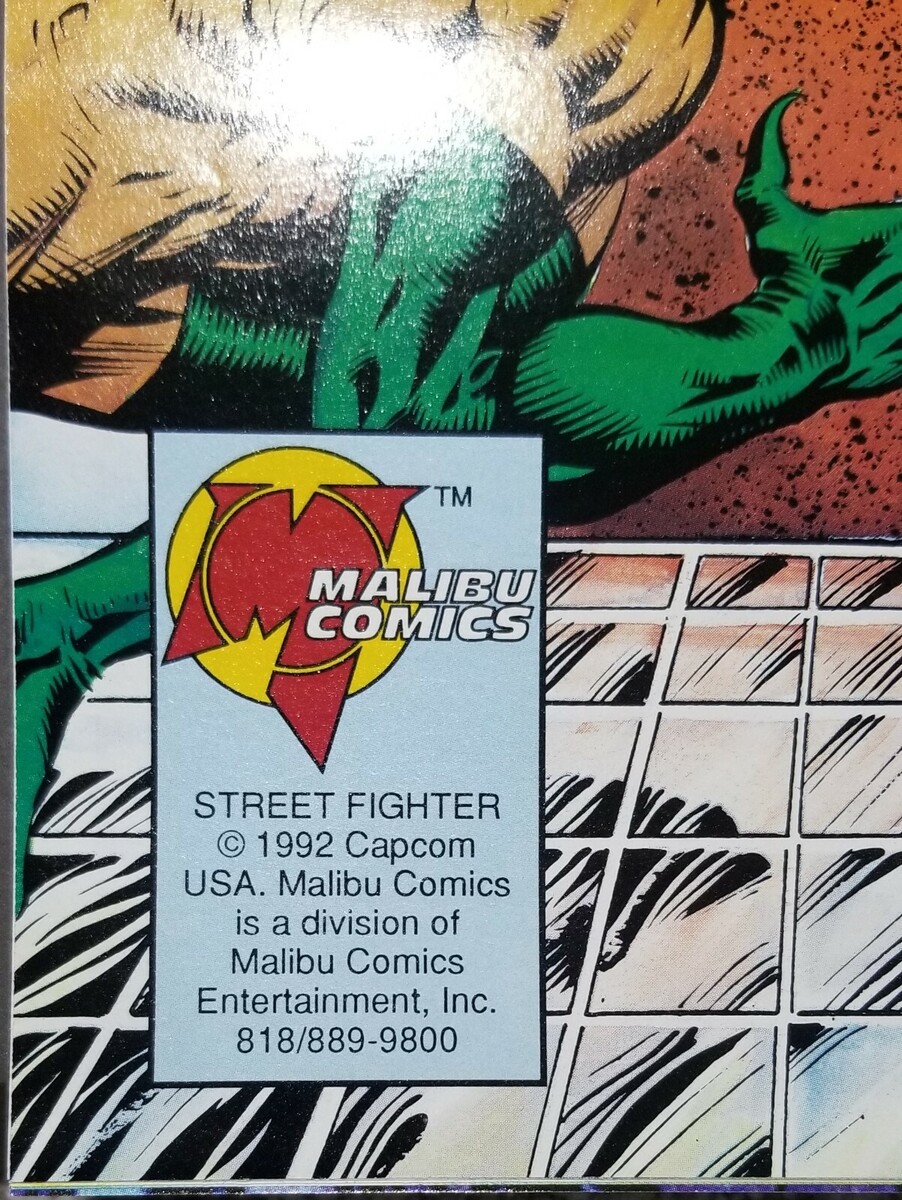 TM
MALIBU
COMICS
STREET FIGHTER
© 1992 Capcom
USA. Malibu Comics
is a division of
Malibu Comics
Entertainment, Inc.
818/889-9800